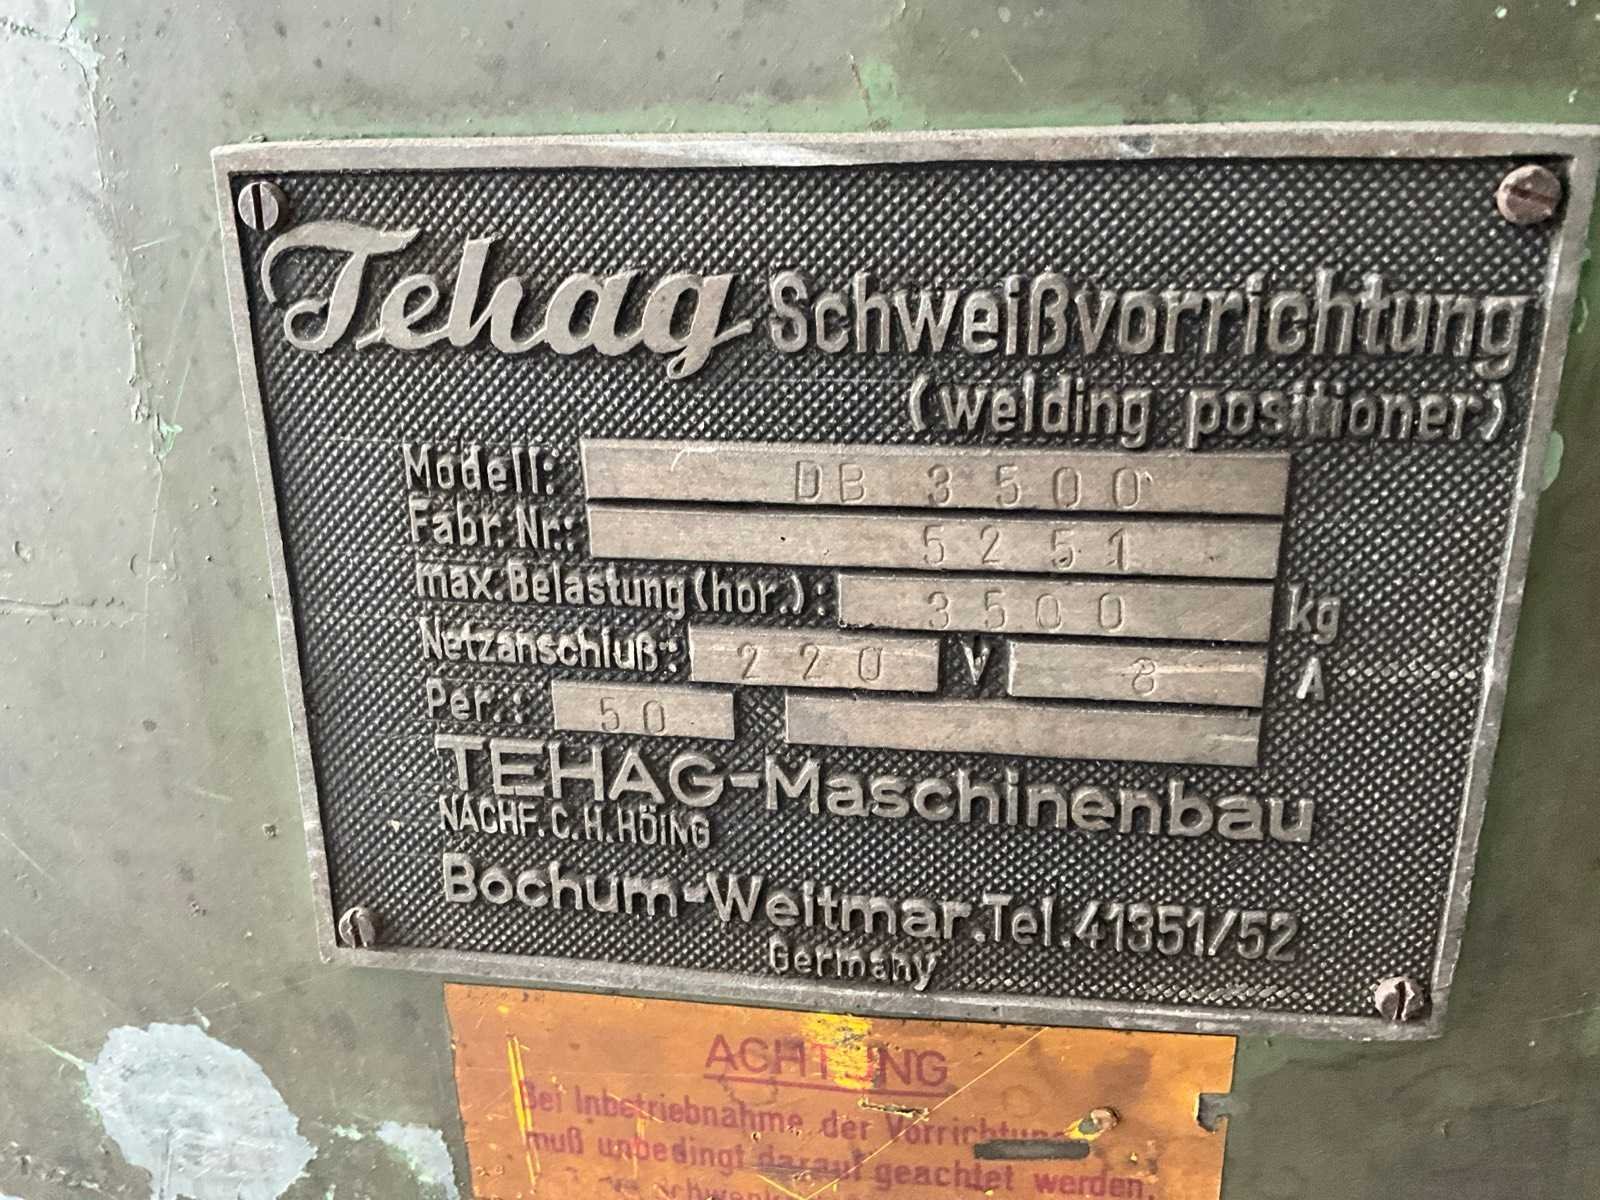 Tehag Schweißvorrichtung
(welding positioner)
Modell: DB 3500
Fabr. Nr.: 5251
max. Belastung (hor.): 3500 kg
Netzanschluß: 220 V 8 A
Per.: 50
TEHAG-Maschinenbau
NACHF. C. H. HÖING
Bochum-Weitmar. Tel. 41351/52
Germany
ACHTUNG
Bei Inbetriebnahme der Vorrichtung
muß unbedingt darauf geachtet werden,